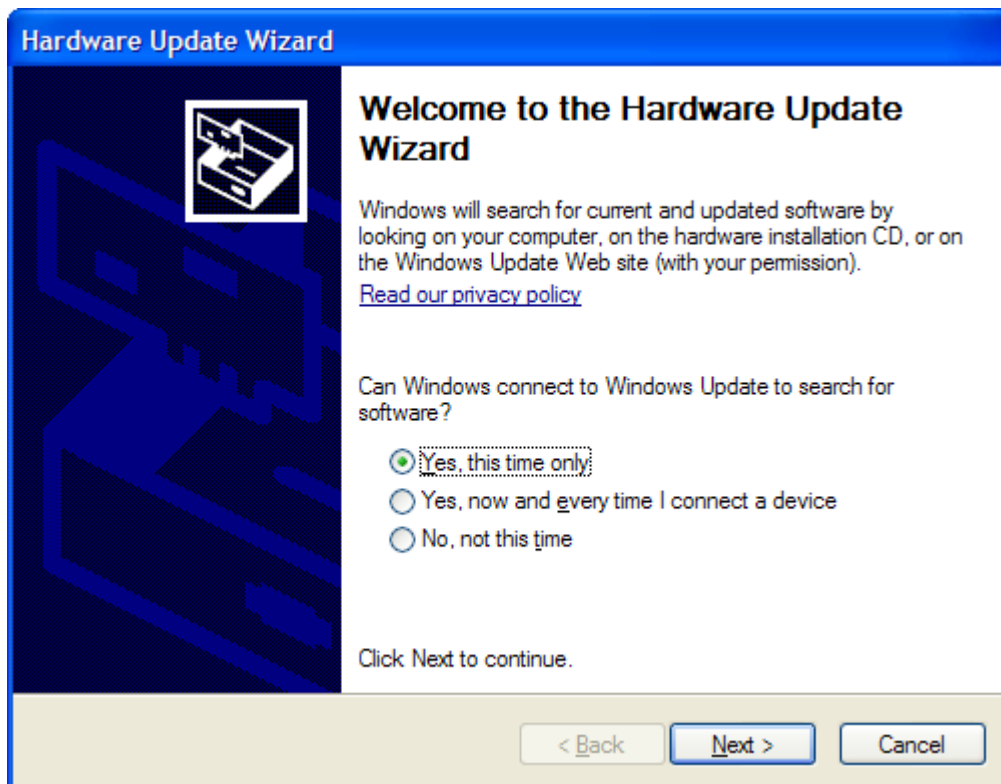 Hardware Update Wizard
Welcome to the Hardware Update
Wizard
Windows will search for current and updated software by
looking on your computer, on the hardware installation CD, or on
the Windows Update Web site (with your permission).
Read our privacy policy
Can Windows connect to Windows Update to search for
software?
Yes, this time only
Yes, now and every time I connect a device
No, not this time
Click Next to continue.
< Back Next > Cancel